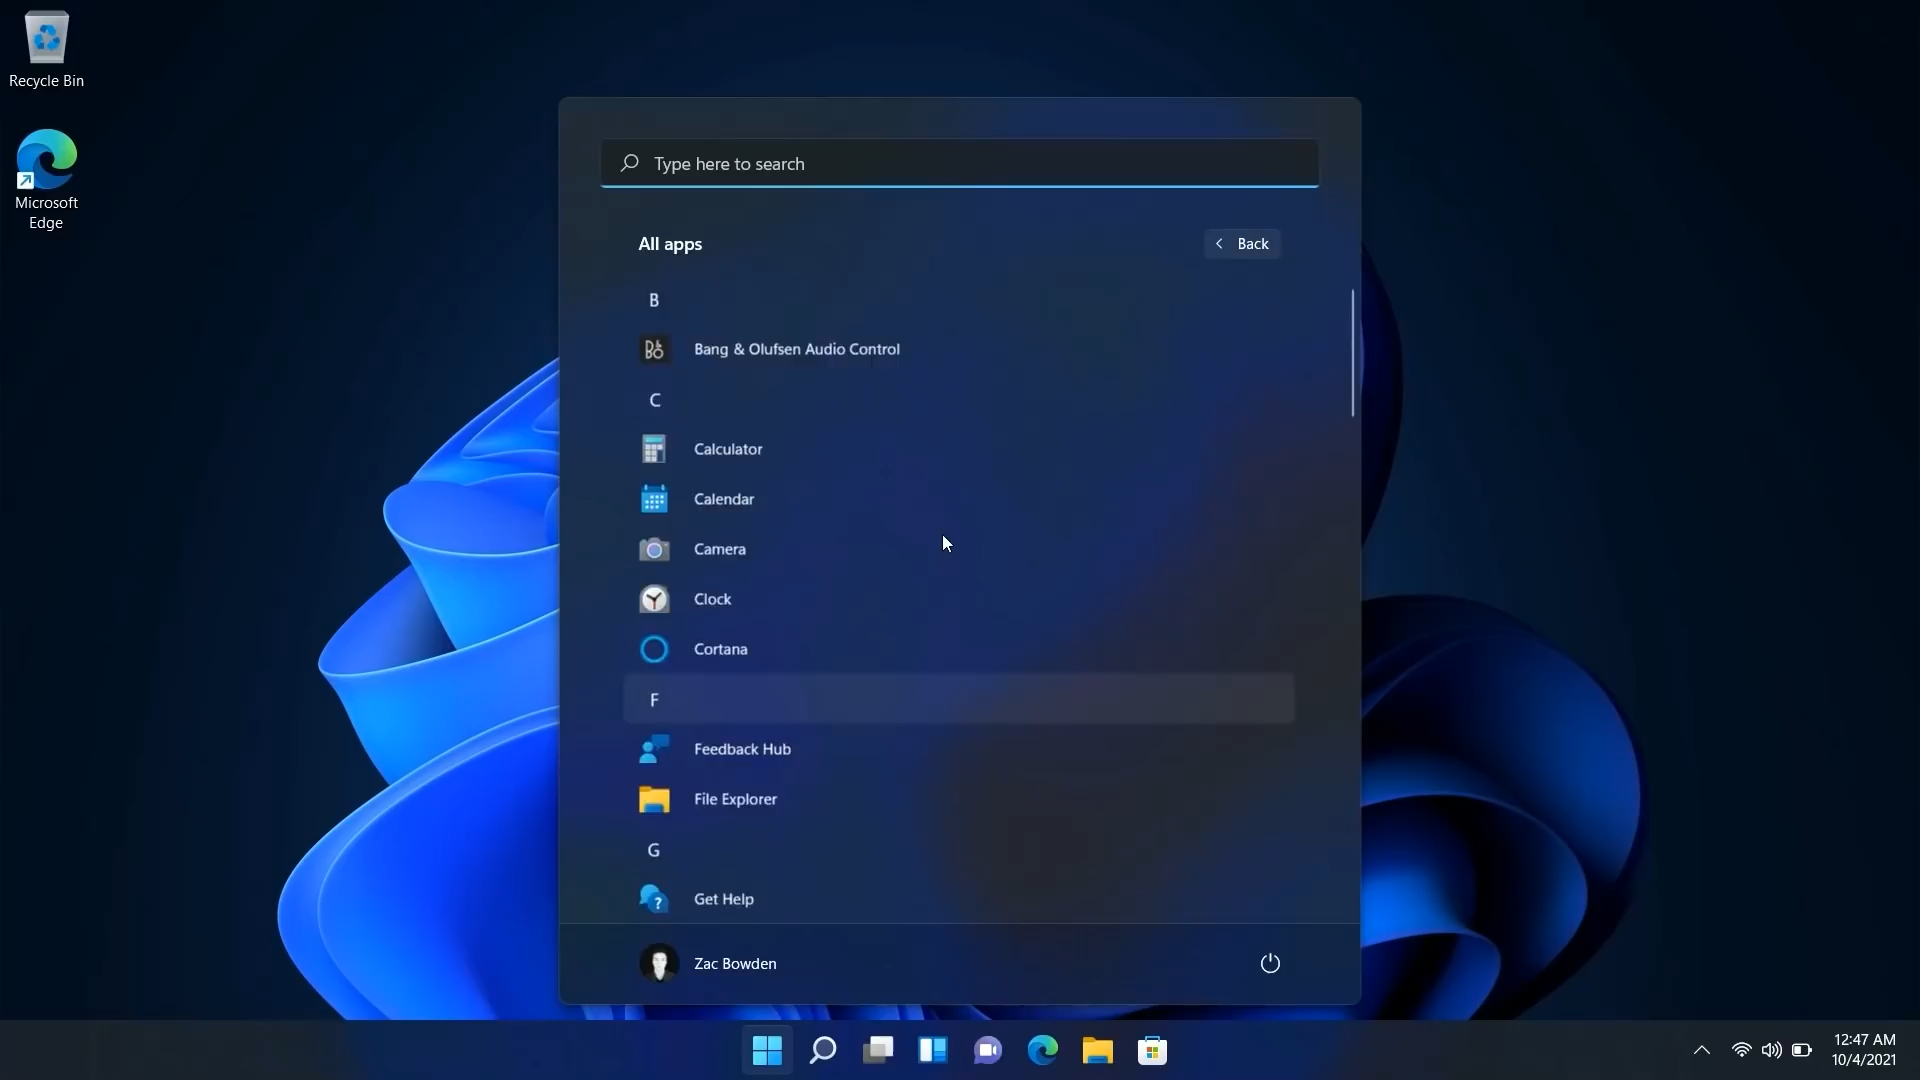 Recycle Bin
Microsoft
Edge
Type here to search
All apps
Back
B
Bang & Olufsen Audio Control
C
Calculator
Calendar
Camera
Clock
Cortana
F
Feedback Hub
File Explorer
G
Get Help
Zac Bowden
12:47 AM
10/4/2021